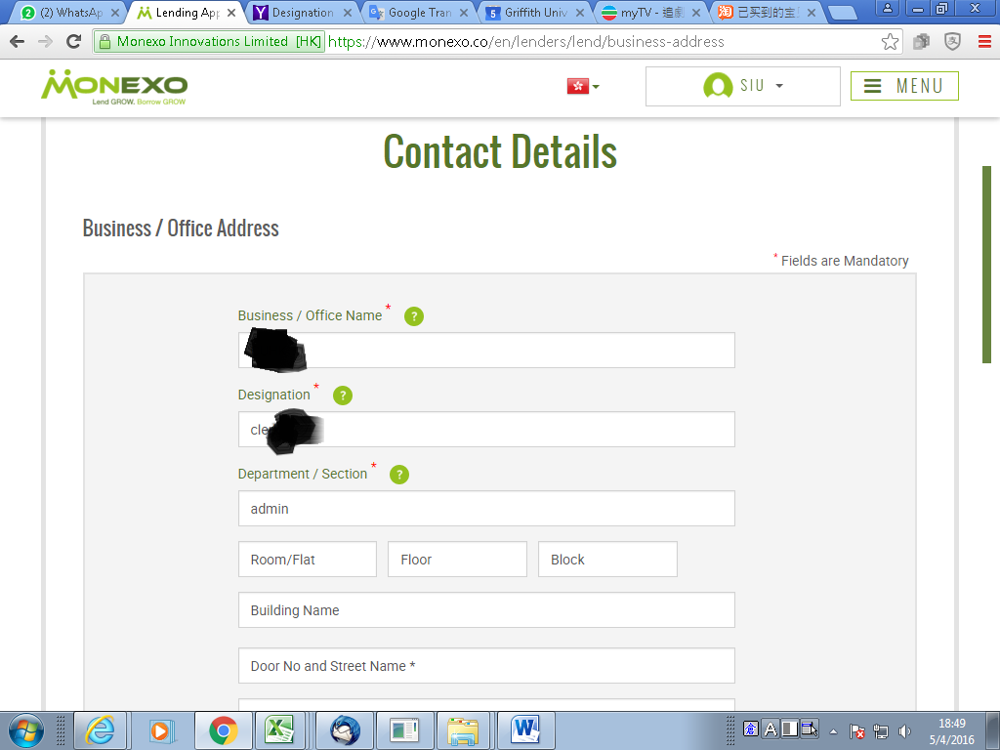 (2) WhatsAp
Lending App
Designation
Google Tran
Griffith Univ
myTV - 追劇
已买到的宝贝
Monexo Innovations Limited [HK]
https://www.monexo.co/en/lenders/lend/business-address
MONEXO
Lend GROW. Borrow GROW
SIU
MENU
Contact Details
Business / Office Address
* Fields are Mandatory
Business / Office Name * ?
Designation * ?
cle
Department / Section * ?
admin
Room/Flat Floor Block
Building Name
Door No and Street Name *
A
18:49
5/4/2016